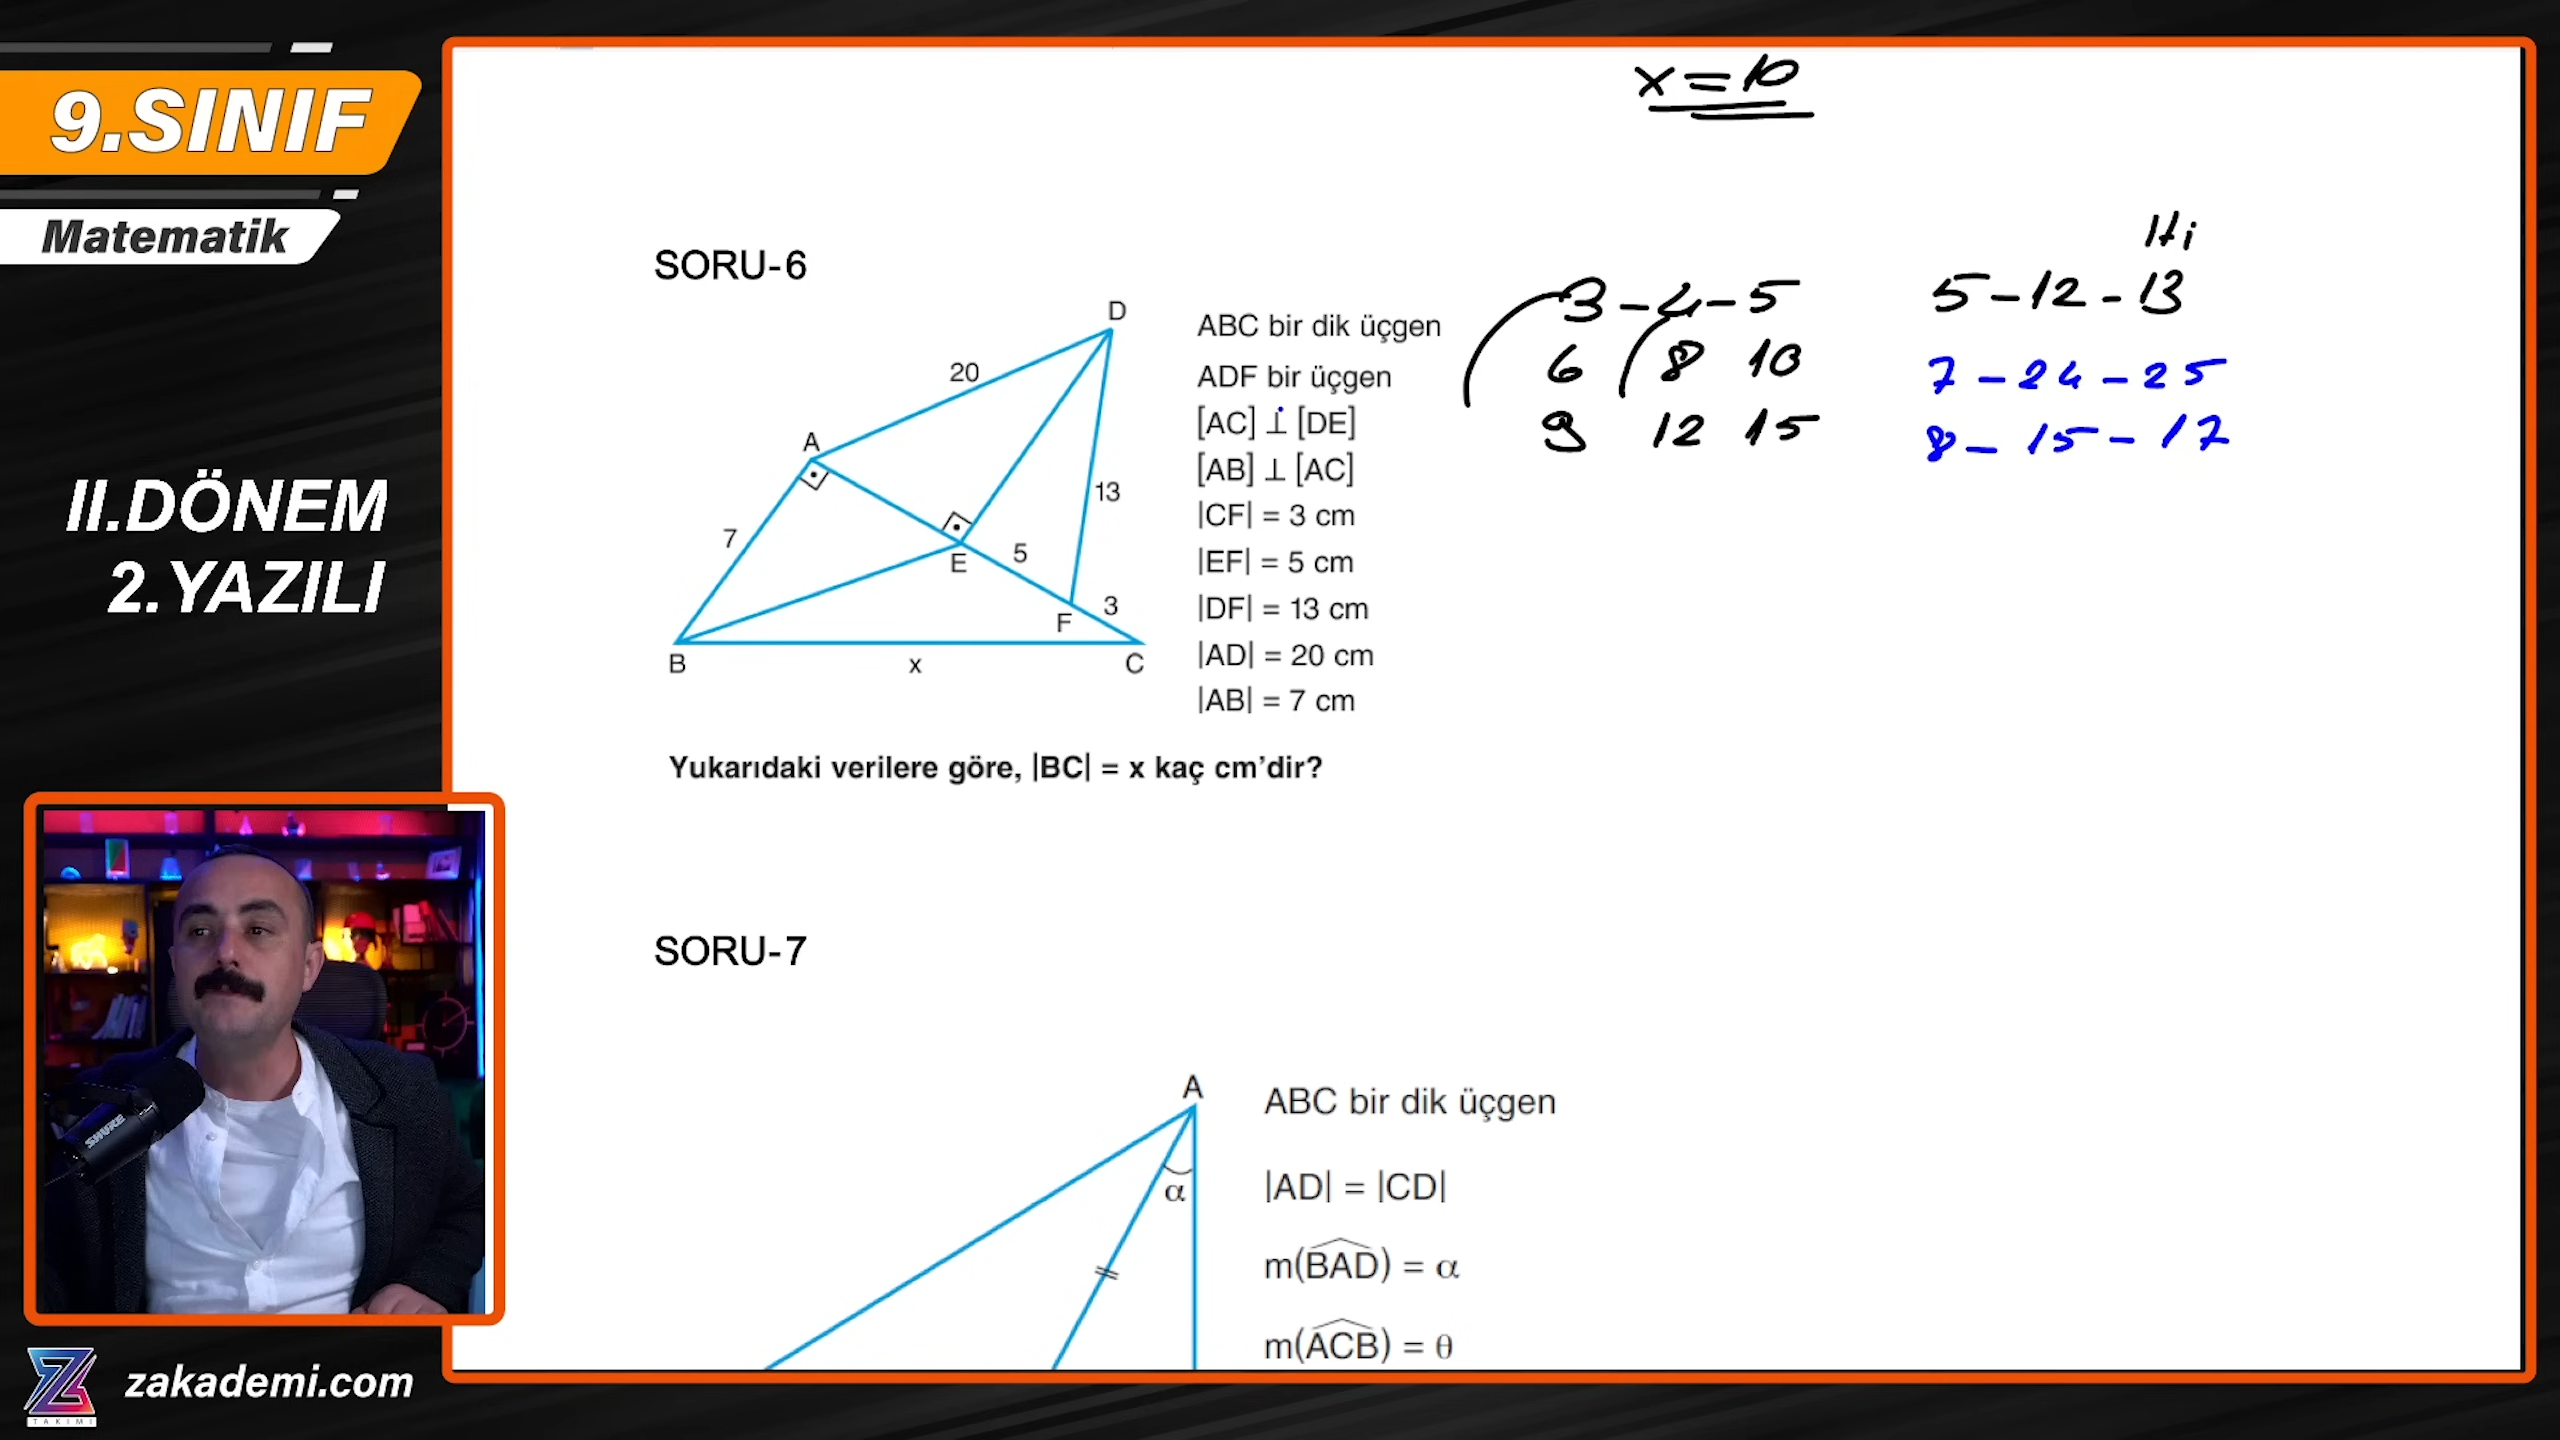 9.SINIF
Matematik
II.DÖNEM
2.YAZILI
x = 10
SORU-6
D
20
A
13
7
E
5
3
F
B
x
C
ABC bir dik üçgen
ADF bir üçgen
[AC] ⊥ [DE]
[AB] ⊥ [AC]
|CF| = 3 cm
|EF| = 5 cm
|DF| = 13 cm
|AD| = 20 cm
|AB| = 7 cm
3 - 4 - 5
6 8 10
9 12 15
Hi
5 - 12 - 13
7 - 24 - 25
8 - 15 - 17
Yukarıdaki verilere göre, |BC| = x kaç cm'dir?
SORU-7
A
α
ABC bir dik üçgen
|AD| = |CD|
m(BAD) = α
m(ACB) = θ
SHURE
TAKIMI
zakademi.com